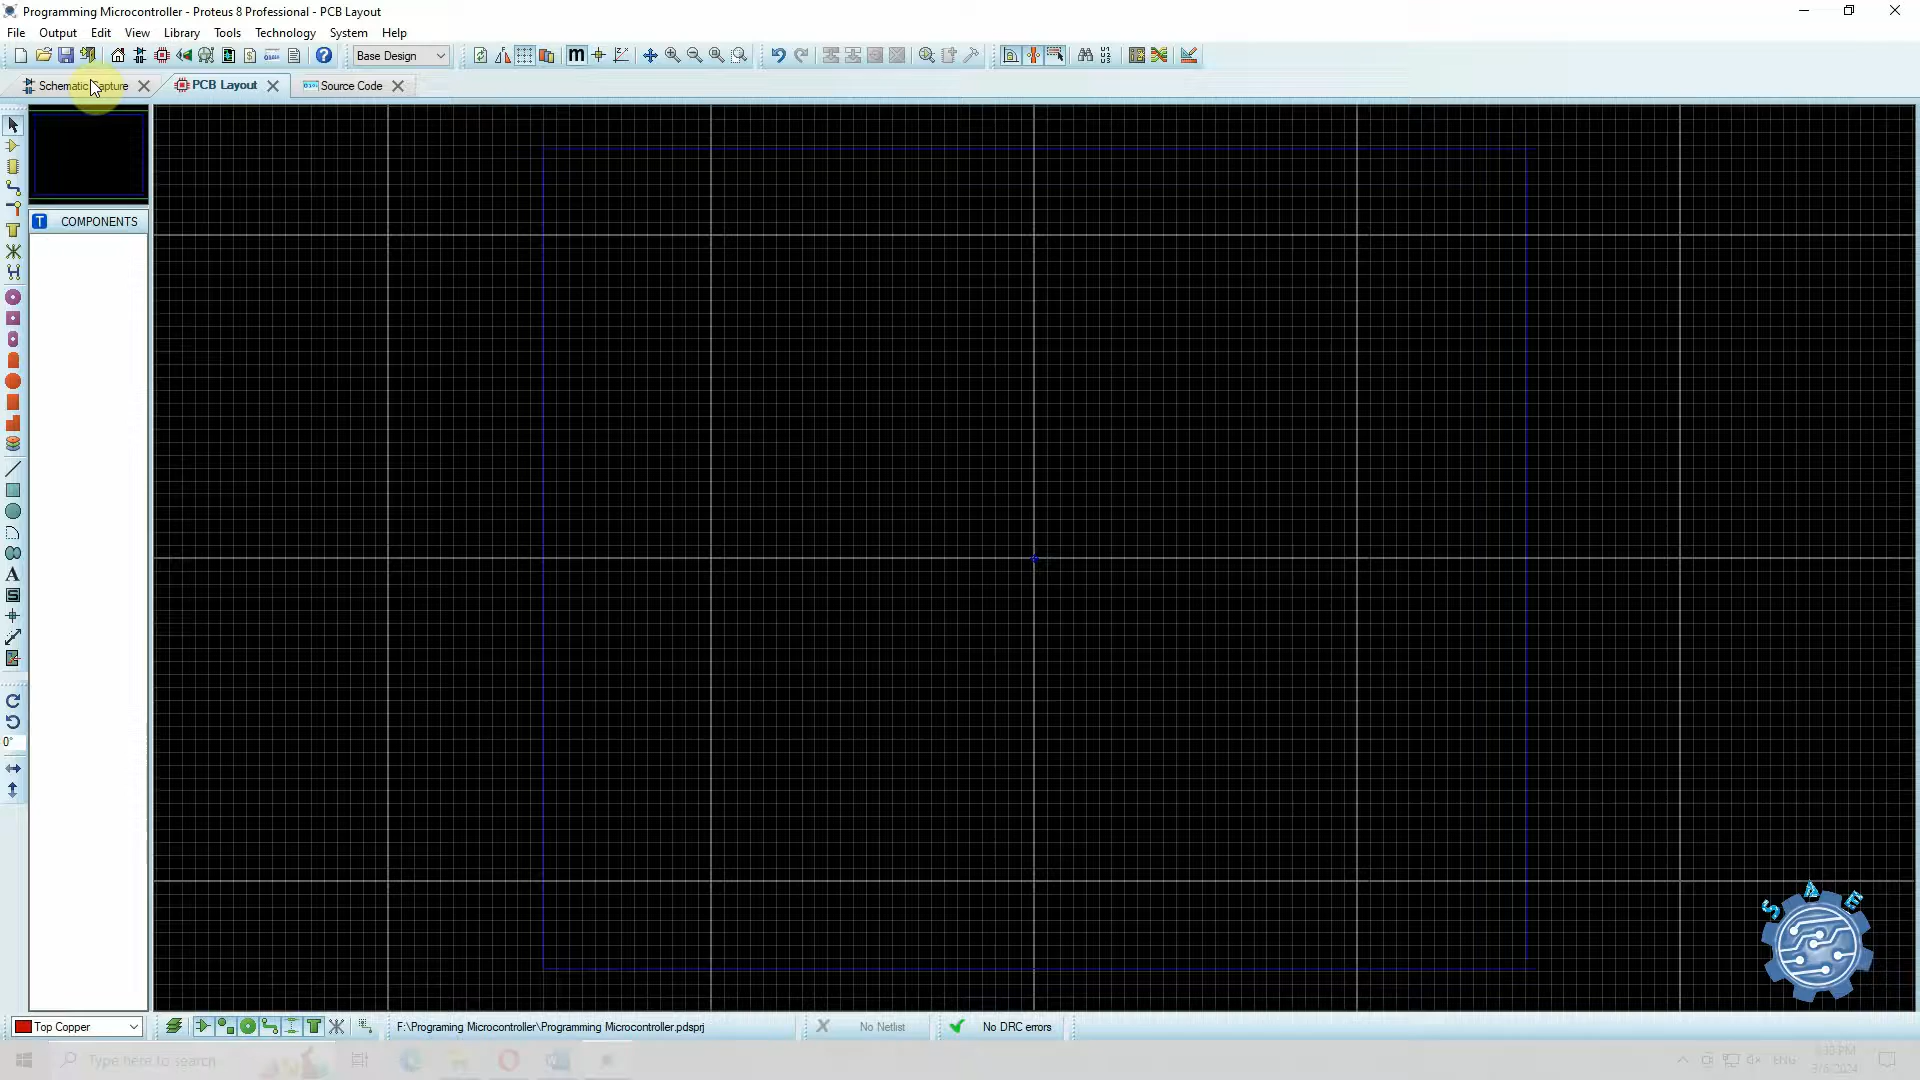 Programming Microcontroller - Proteus 8 Professional - PCB Layout
File Output Edit View Library Tools Technology System Help
Base Design
Schematic Capture PCB Layout Source Code
T COMPONENTS
0°
Top Copper
F:\Programing Microcontroller\Programming Microcontroller.pdsprj
No Netlist
No DRC errors
S A E
Type here to search
ENG